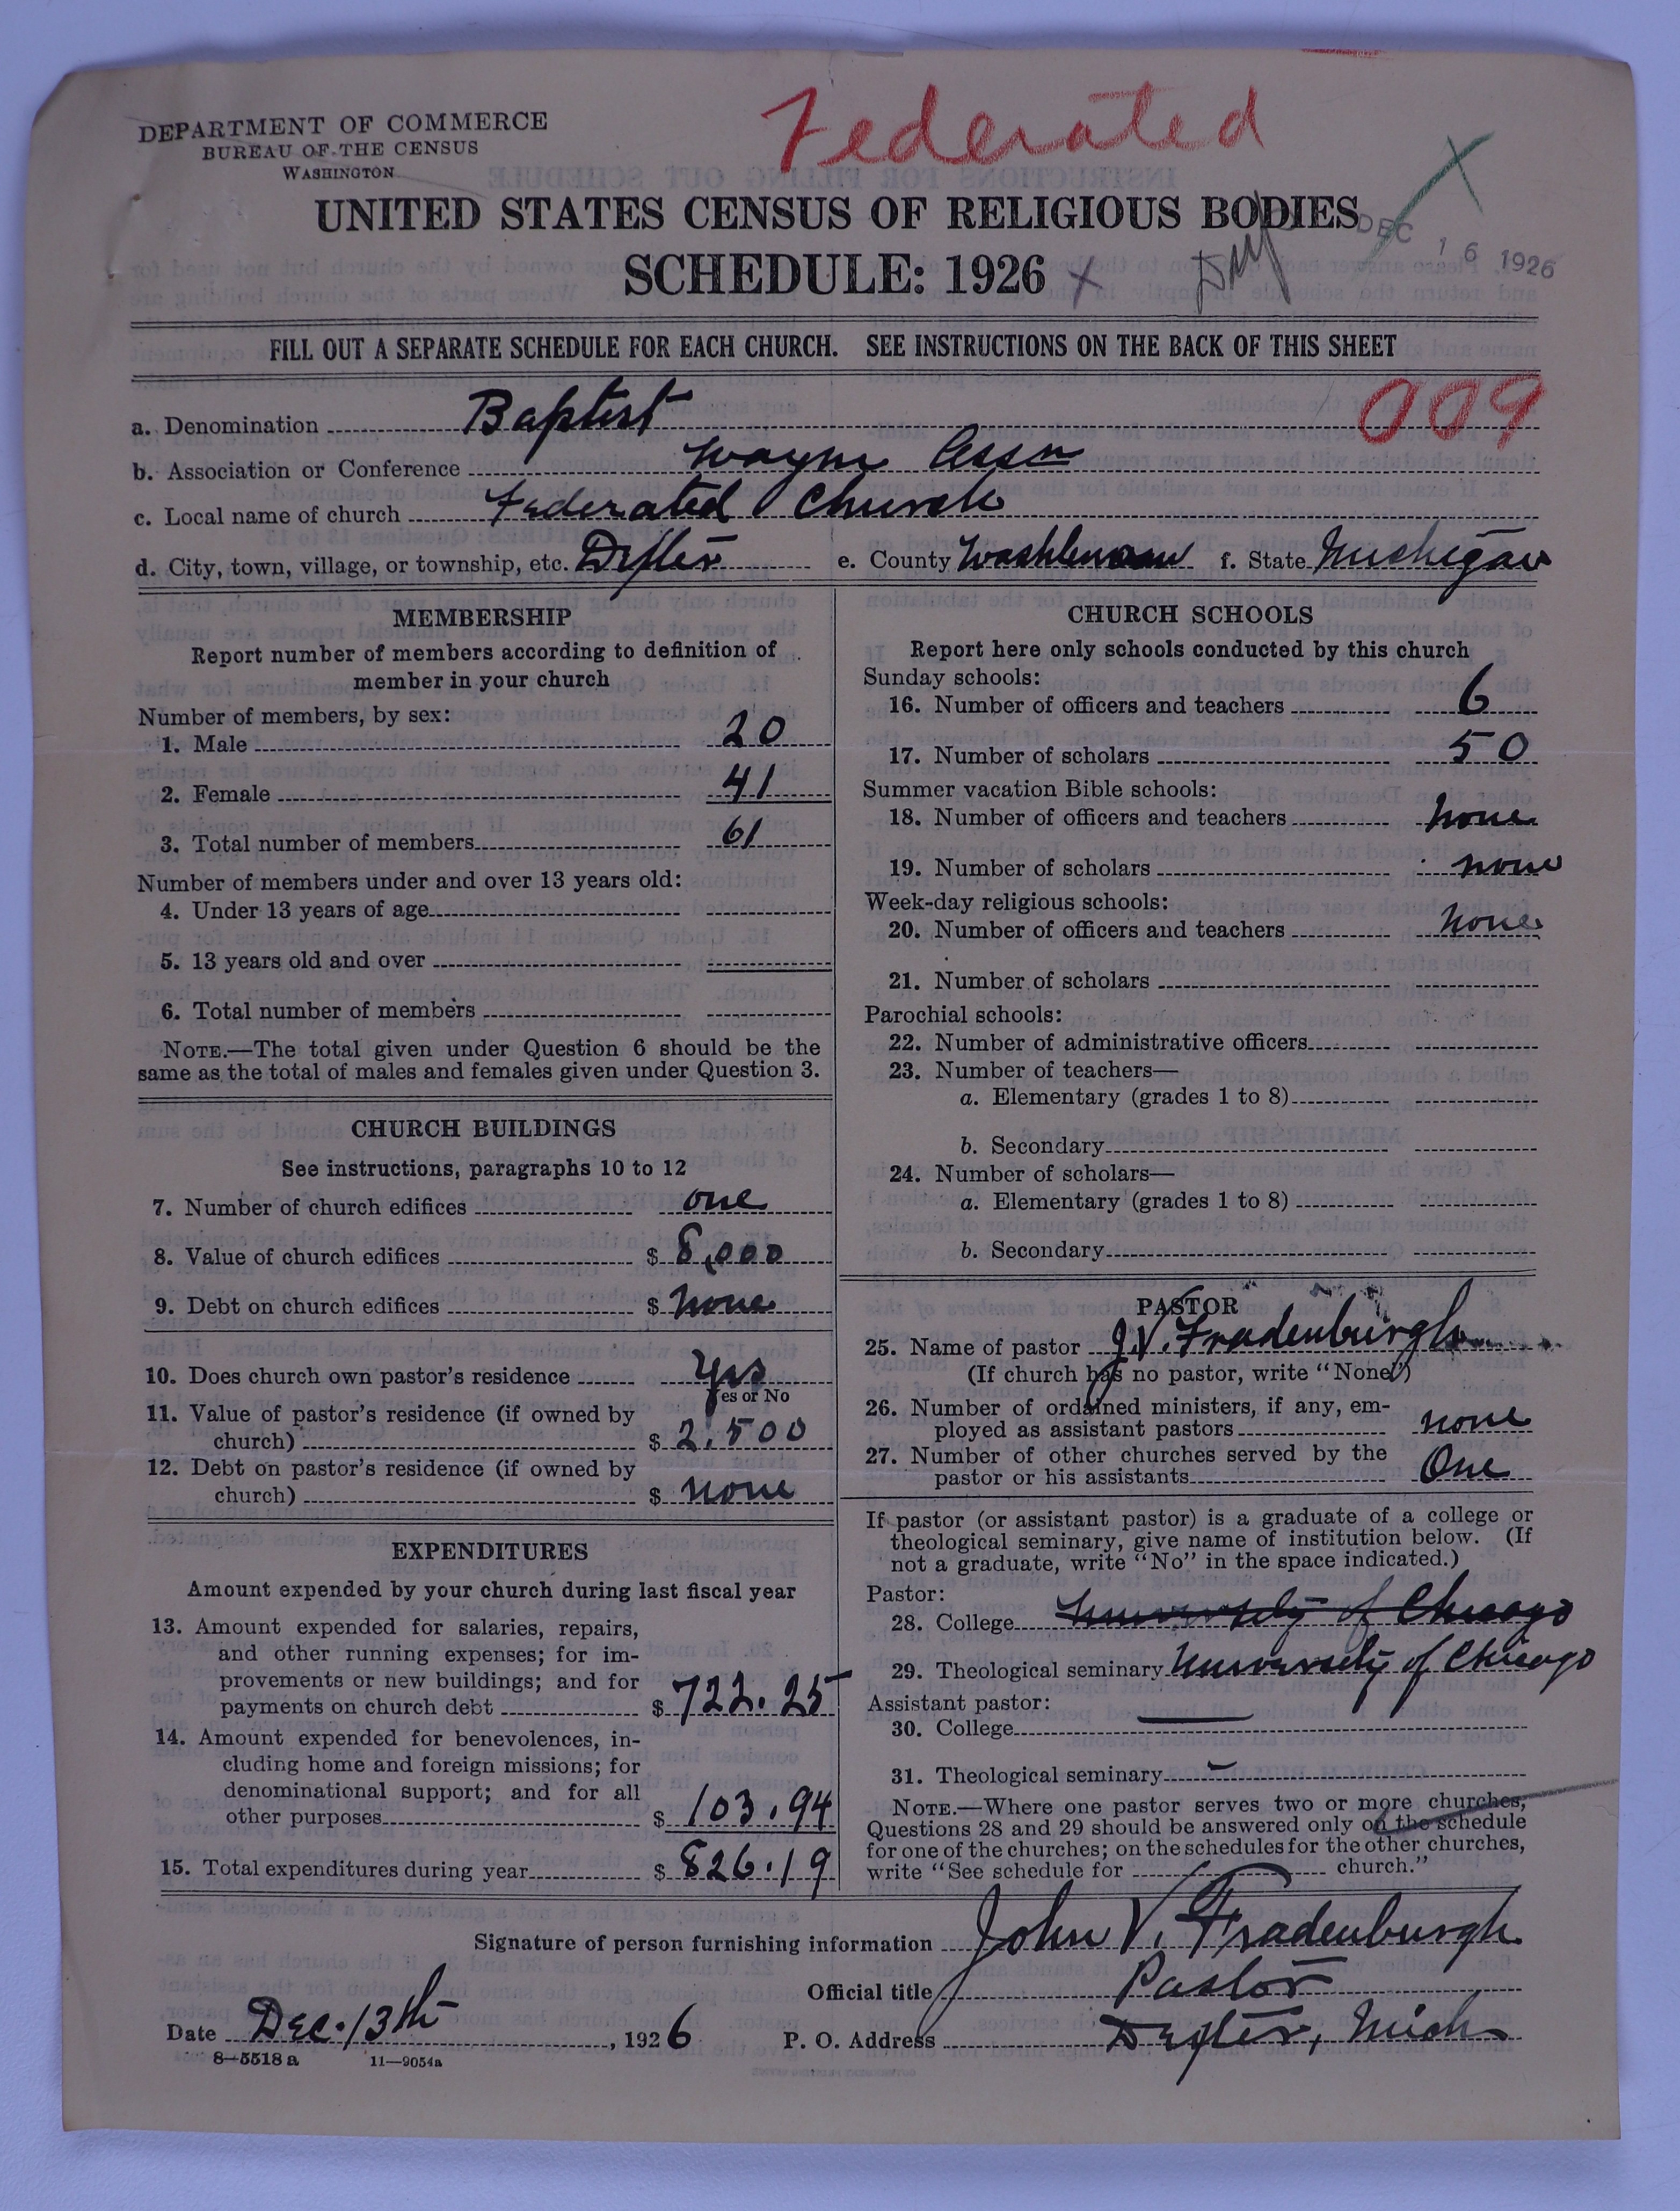 Federated
DEPARTMENT OF COMMERCE
BUREAU OF THE CENSUS
WASHINGTON
UNITED STATES CENSUS OF RELIGIOUS BODIES
DEC 16 1926
SCHEDULE: 1926
FILL OUT A SEPARATE SCHEDULE FOR EACH CHURCH. SEE INSTRUCTIONS ON THE BACK OF THIS SHEET
009
a. Denomination Baptist
b. Association or Conference Wayne Assn
c. Local name of church Federated Church
d. City, town, village, or township, etc. Dexter e. County Washtenaw f. State Michigan
MEMBERSHIP
Report number of members according to definition of
member in your church
Number of members, by sex:
1. Male 20
2. Female 41
3. Total number of members 61
Number of members under and over 13 years old:
4. Under 13 years of age
5. 13 years old and over
6. Total number of members
NOTE.—The total given under Question 6 should be the
same as the total of males and females given under Question 3.
CHURCH BUILDINGS
See instructions, paragraphs 10 to 12
7. Number of church edifices one
8. Value of church edifices $ 8,000
9. Debt on church edifices $ none
10. Does church own pastor's residence Yes
Yes or No
11. Value of pastor's residence (if owned by
church) $ 2,500
12. Debt on pastor's residence (if owned by
church) $ none
EXPENDITURES
Amount expended by your church during last fiscal year
13. Amount expended for salaries, repairs,
and other running expenses; for im-
provements or new buildings; and for
payments on church debt $ 722.25
14. Amount expended for benevolences, in-
cluding home and foreign missions; for
denominational support; and for all
other purposes $ 103.94
15. Total expenditures during year $ 826.19
CHURCH SCHOOLS
Report here only schools conducted by this church
Sunday schools:
16. Number of officers and teachers 6
17. Number of scholars 50
Summer vacation Bible schools:
18. Number of officers and teachers none
19. Number of scholars none
Week-day religious schools:
20. Number of officers and teachers none
21. Number of scholars
Parochial schools:
22. Number of administrative officers
23. Number of teachers—
a. Elementary (grades 1 to 8)
b. Secondary
24. Number of scholars—
a. Elementary (grades 1 to 8)
b. Secondary
PASTOR
25. Name of pastor J. V. Fradenburgh
(If church has no pastor, write "None")
26. Number of ordained ministers, if any, em-
ployed as assistant pastors none
27. Number of other churches served by the
pastor or his assistants One
If pastor (or assistant pastor) is a graduate of a college or
theological seminary, give name of institution below. (If
not a graduate, write "No" in the space indicated.)
Pastor:
28. College University of Chicago
29. Theological seminary University of Chicago
Assistant pastor:
30. College
31. Theological seminary
NOTE.—Where one pastor serves two or more churches,
Questions 28 and 29 should be answered only on the schedule
for one of the churches; on the schedules for the other churches,
write "See schedule for church."
Signature of person furnishing information John V. Fradenburgh
Official title Pastor
Date Dec. 13th, 1926 P. O. Address Dexter, Mich
8-5518 a 11—9054a